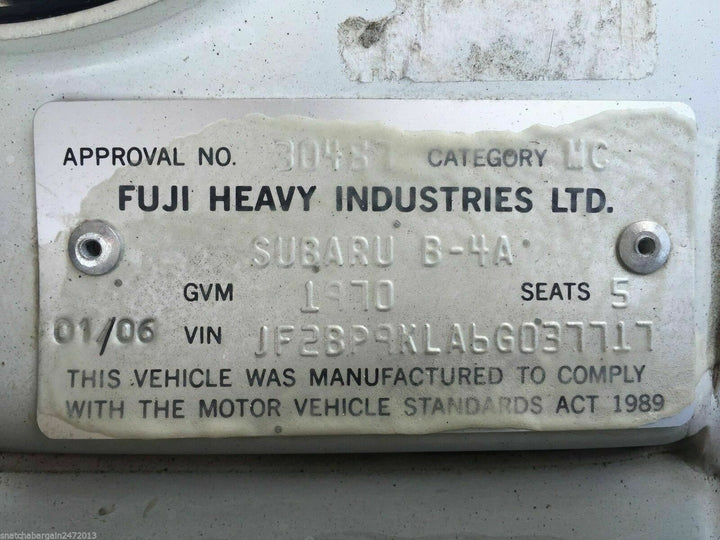 APPROVAL NO. 30487 CATEGORY MC
FUJI HEAVY INDUSTRIES LTD.
SUBARU B-4A
GVM 1970 SEATS 5
01/06 VIN JF2BP9KLA6G037717
THIS VEHICLE WAS MANUFACTURED TO COMPLY
WITH THE MOTOR VEHICLE STANDARDS ACT 1989
snatchabargain2472013